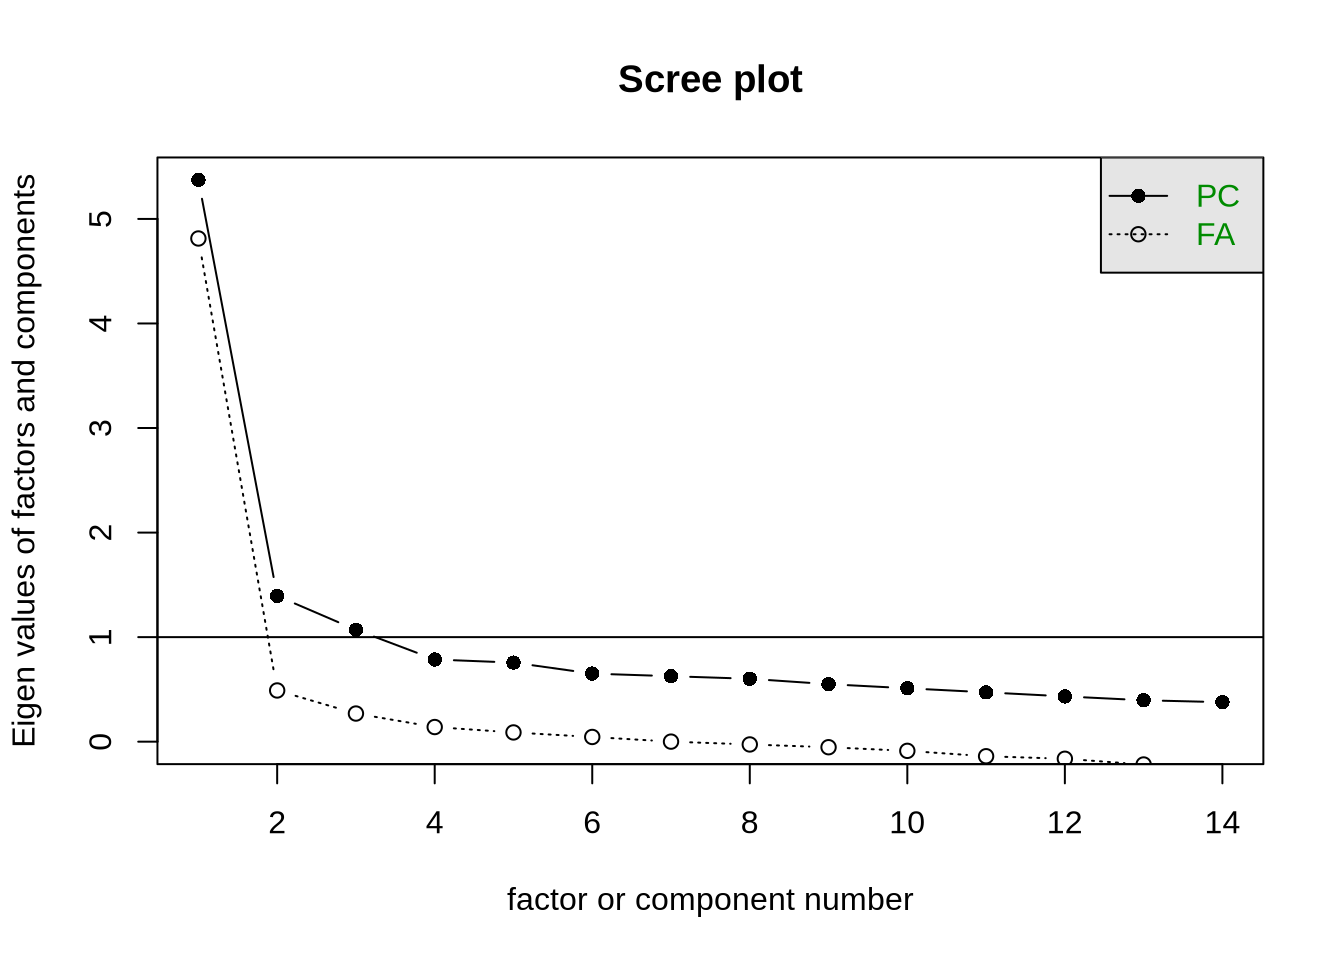 Scree plot
PC
FA
Eigen values of factors and components
5
4
3
2
1
0
2 4 6 8 10 12 14
factor or component number